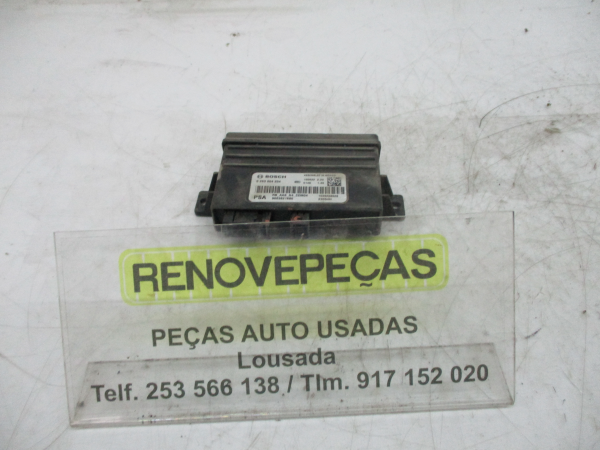 BOSCH
PSA
RENOVEPEÇAS
PEÇAS AUTO USADAS
Lousada
Telf. 253 566 138 / Tlm. 917 152 020